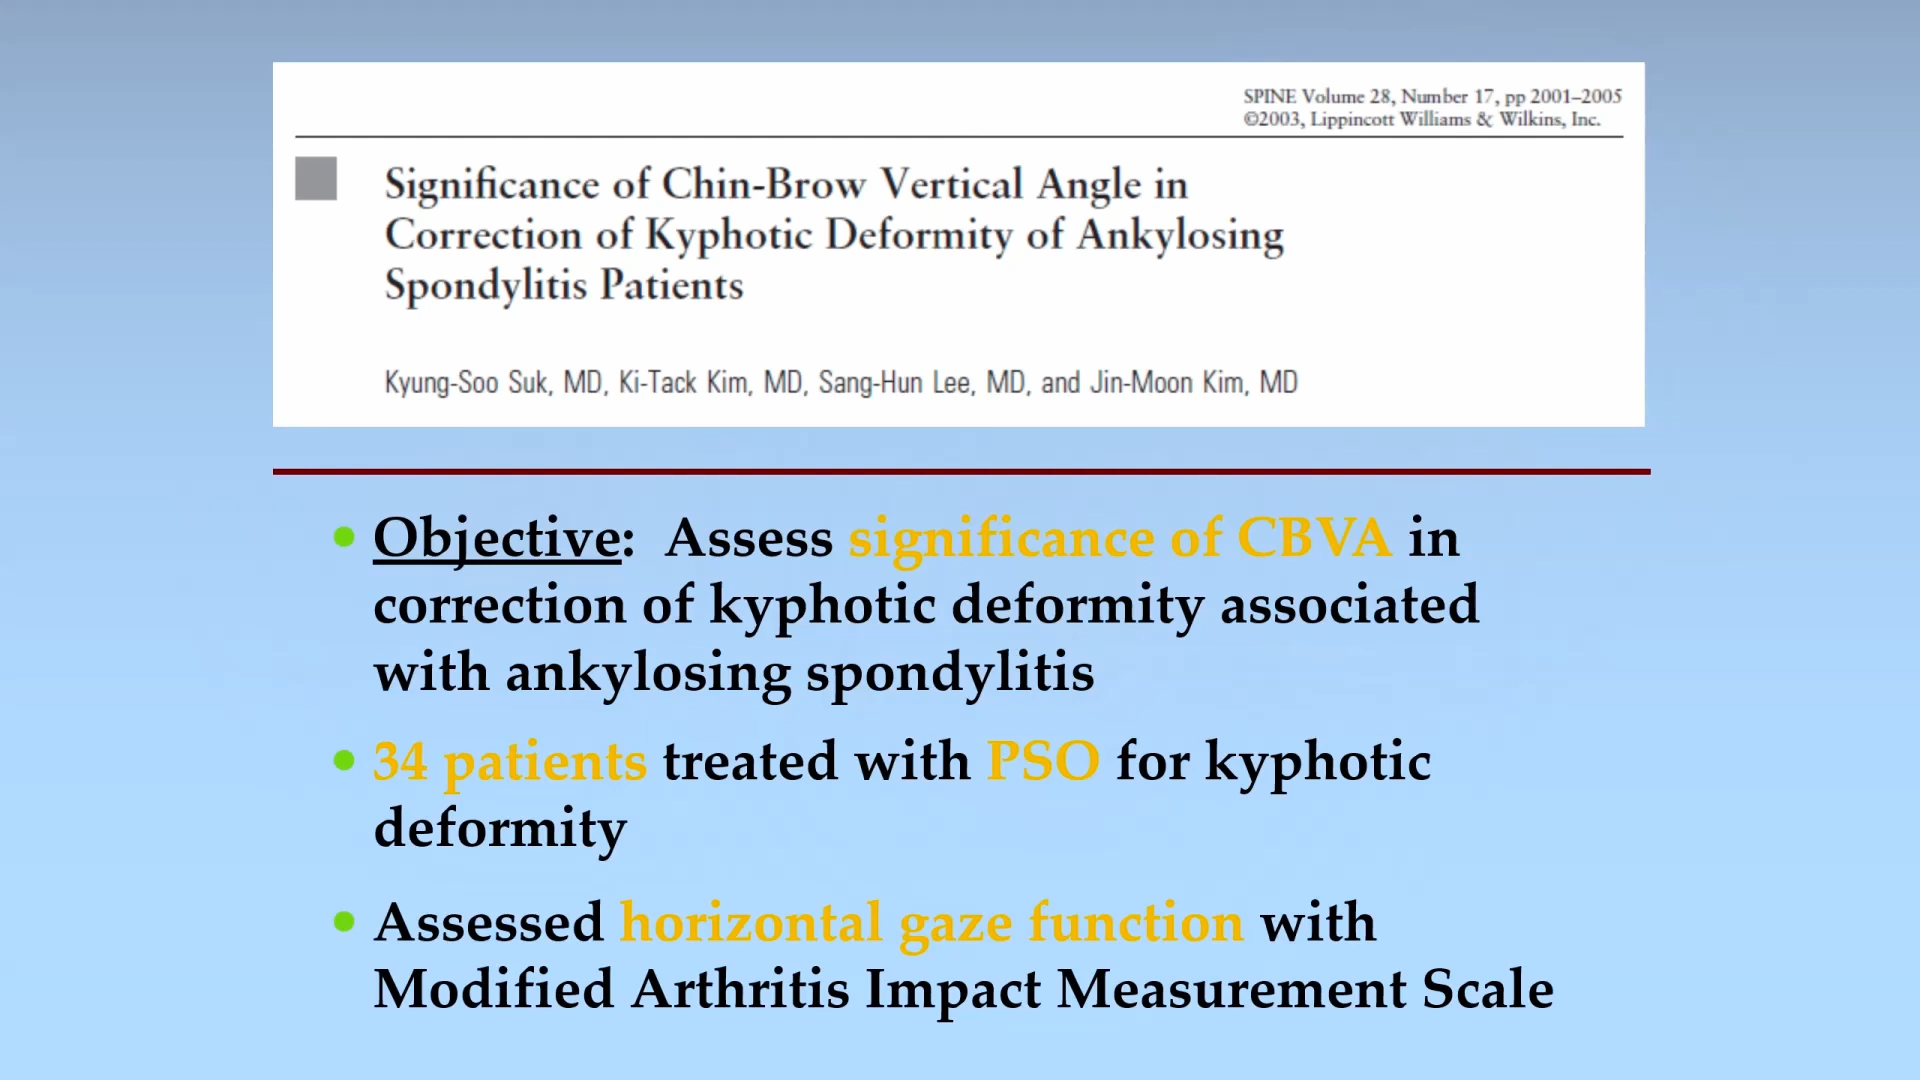 SPINE Volume 28, Number 17, pp 2001–2005
©2003, Lippincott Williams & Wilkins, Inc.
Significance of Chin-Brow Vertical Angle in
Correction of Kyphotic Deformity of Ankylosing
Spondylitis Patients
Kyung-Soo Suk, MD, Ki-Tack Kim, MD, Sang-Hun Lee, MD, and Jin-Moon Kim, MD
• Objective: Assess significance of CBVA in
correction of kyphotic deformity associated
with ankylosing spondylitis
• 34 patients treated with PSO for kyphotic
deformity
• Assessed horizontal gaze function with
Modified Arthritis Impact Measurement Scale